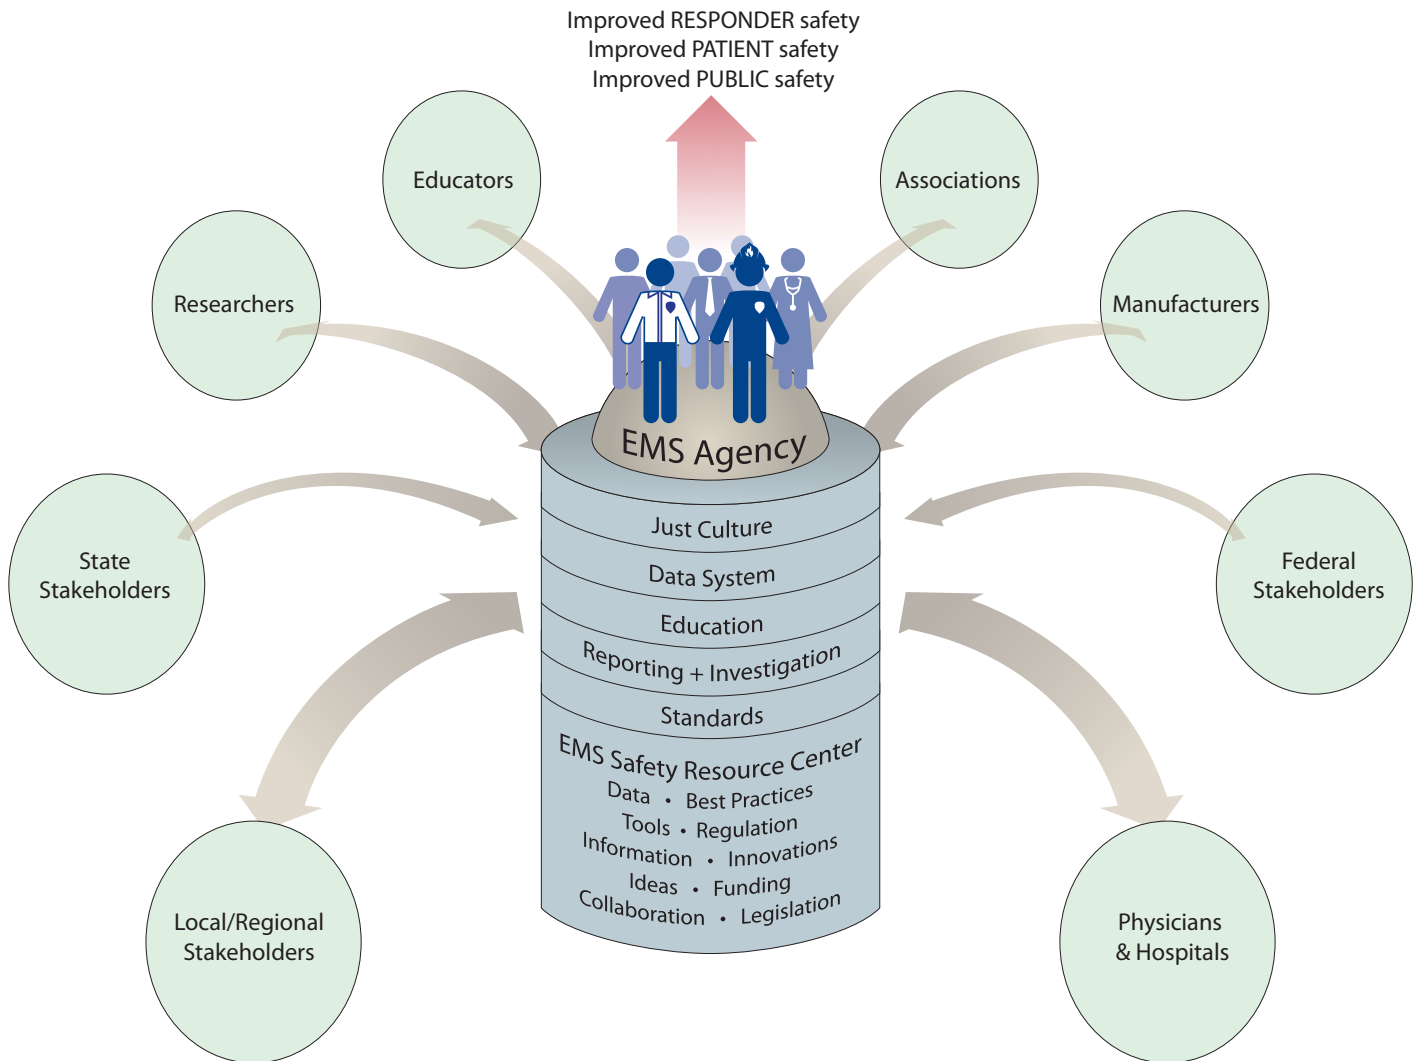 Improved RESPONDER safety
Improved PATIENT safety
Improved PUBLIC safety
Educators
Associations
Researchers
Manufacturers
EMS Agency
Just Culture
Data System
Education
Reporting + Investigation
Standards
State
Stakeholders
Federal
Stakeholders
EMS Safety Resource Center
Data • Best Practices
Tools • Regulation
Information • Innovations
Ideas • Funding
Collaboration • Legislation
Local/Regional
Stakeholders
Physicians
& Hospitals